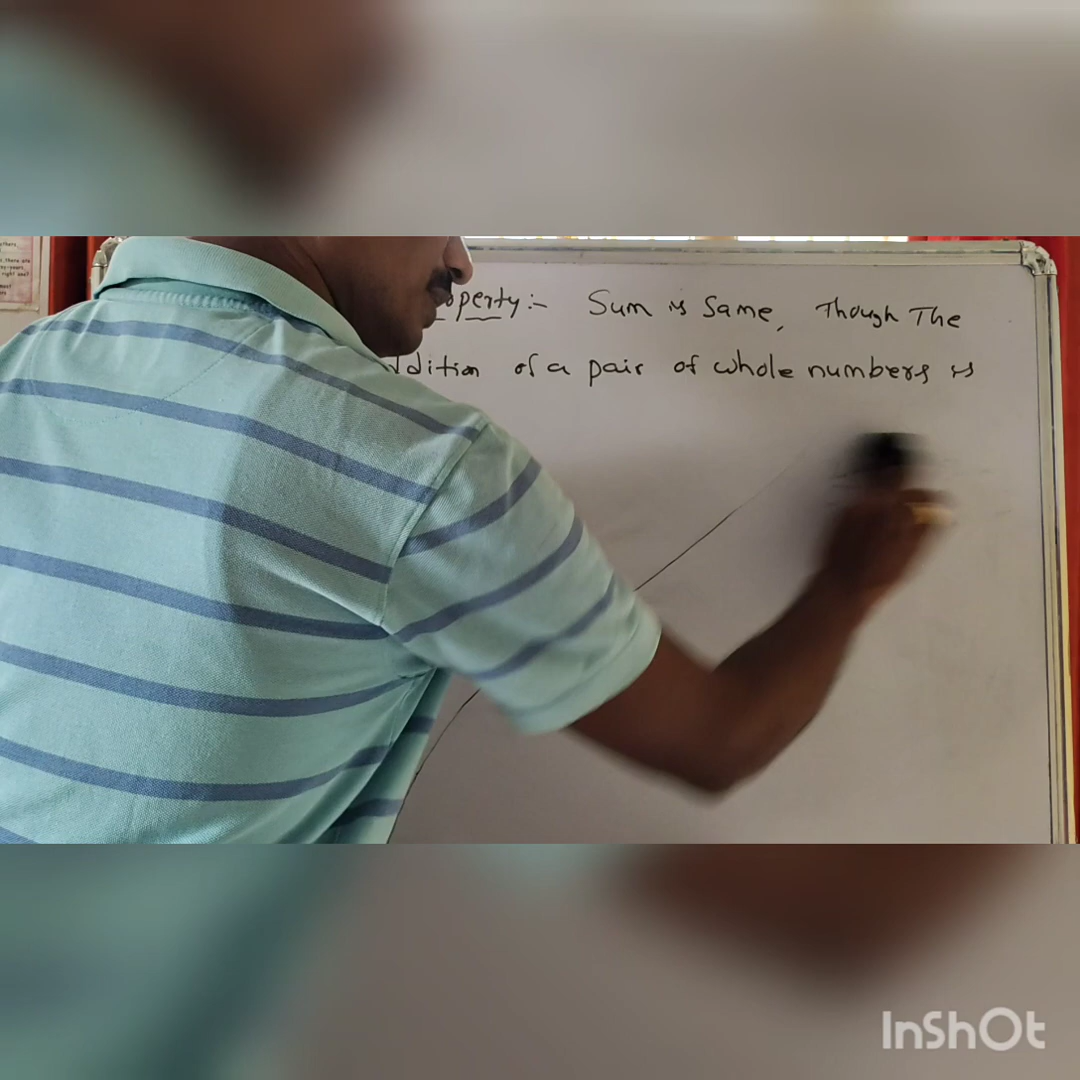 operty:- Sum is same, Though The
ddition of a pair of whole numbers is
InShOt